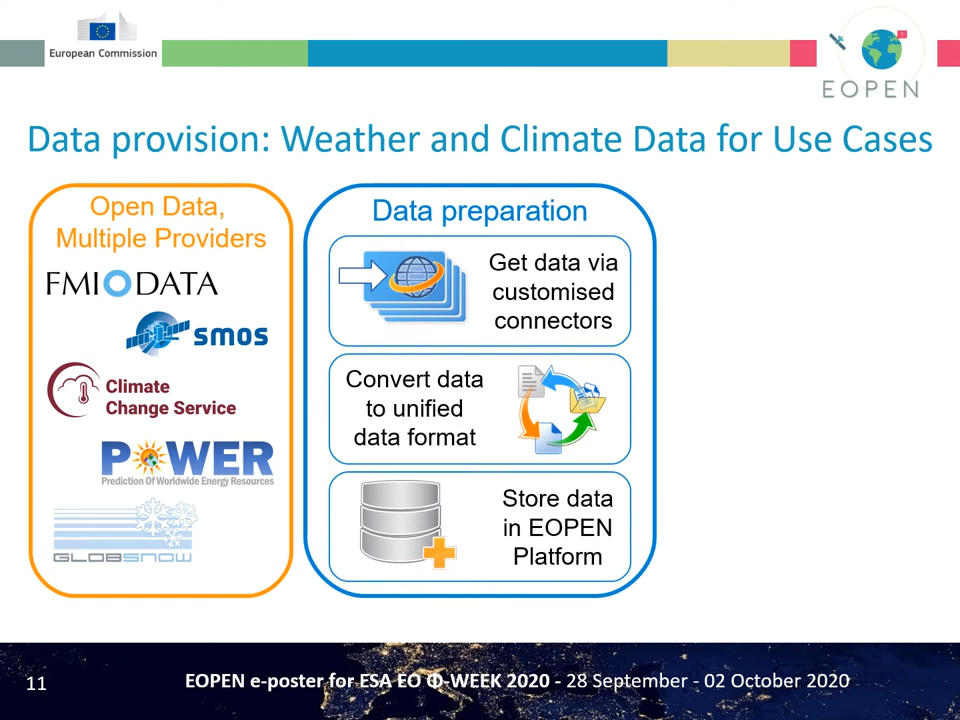 European Commission
EOPEN
Data provision: Weather and Climate Data for Use Cases
Open Data,
Multiple Providers
FMI DATA
smos
Climate
Change Service
POWER
Prediction Of Worldwide Energy Resources
GLOBSNOW
Data preparation
Get data via
customised
connectors
Convert data
to unified
data format
Store data
in EOPEN
Platform
11
EOPEN e-poster for ESA EO Φ-WEEK 2020 - 28 September - 02 October 2020